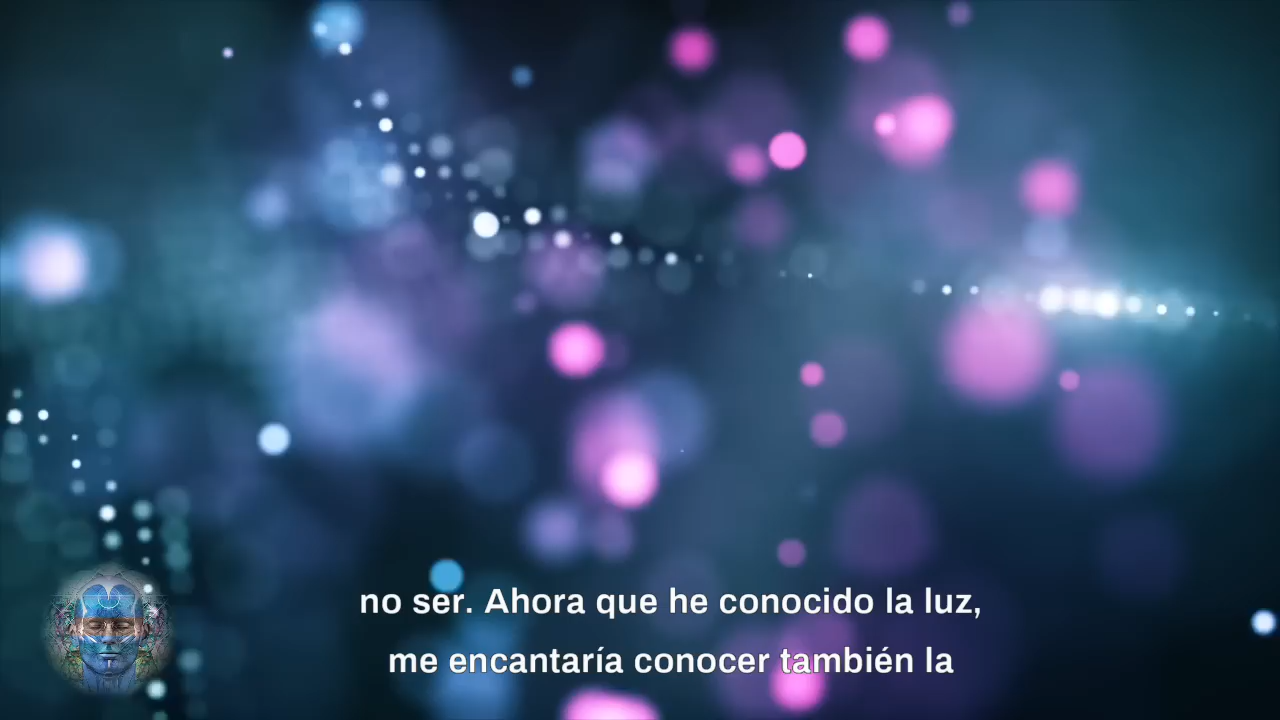 no ser. Ahora que he conocido la luz,
me encantaría conocer también la